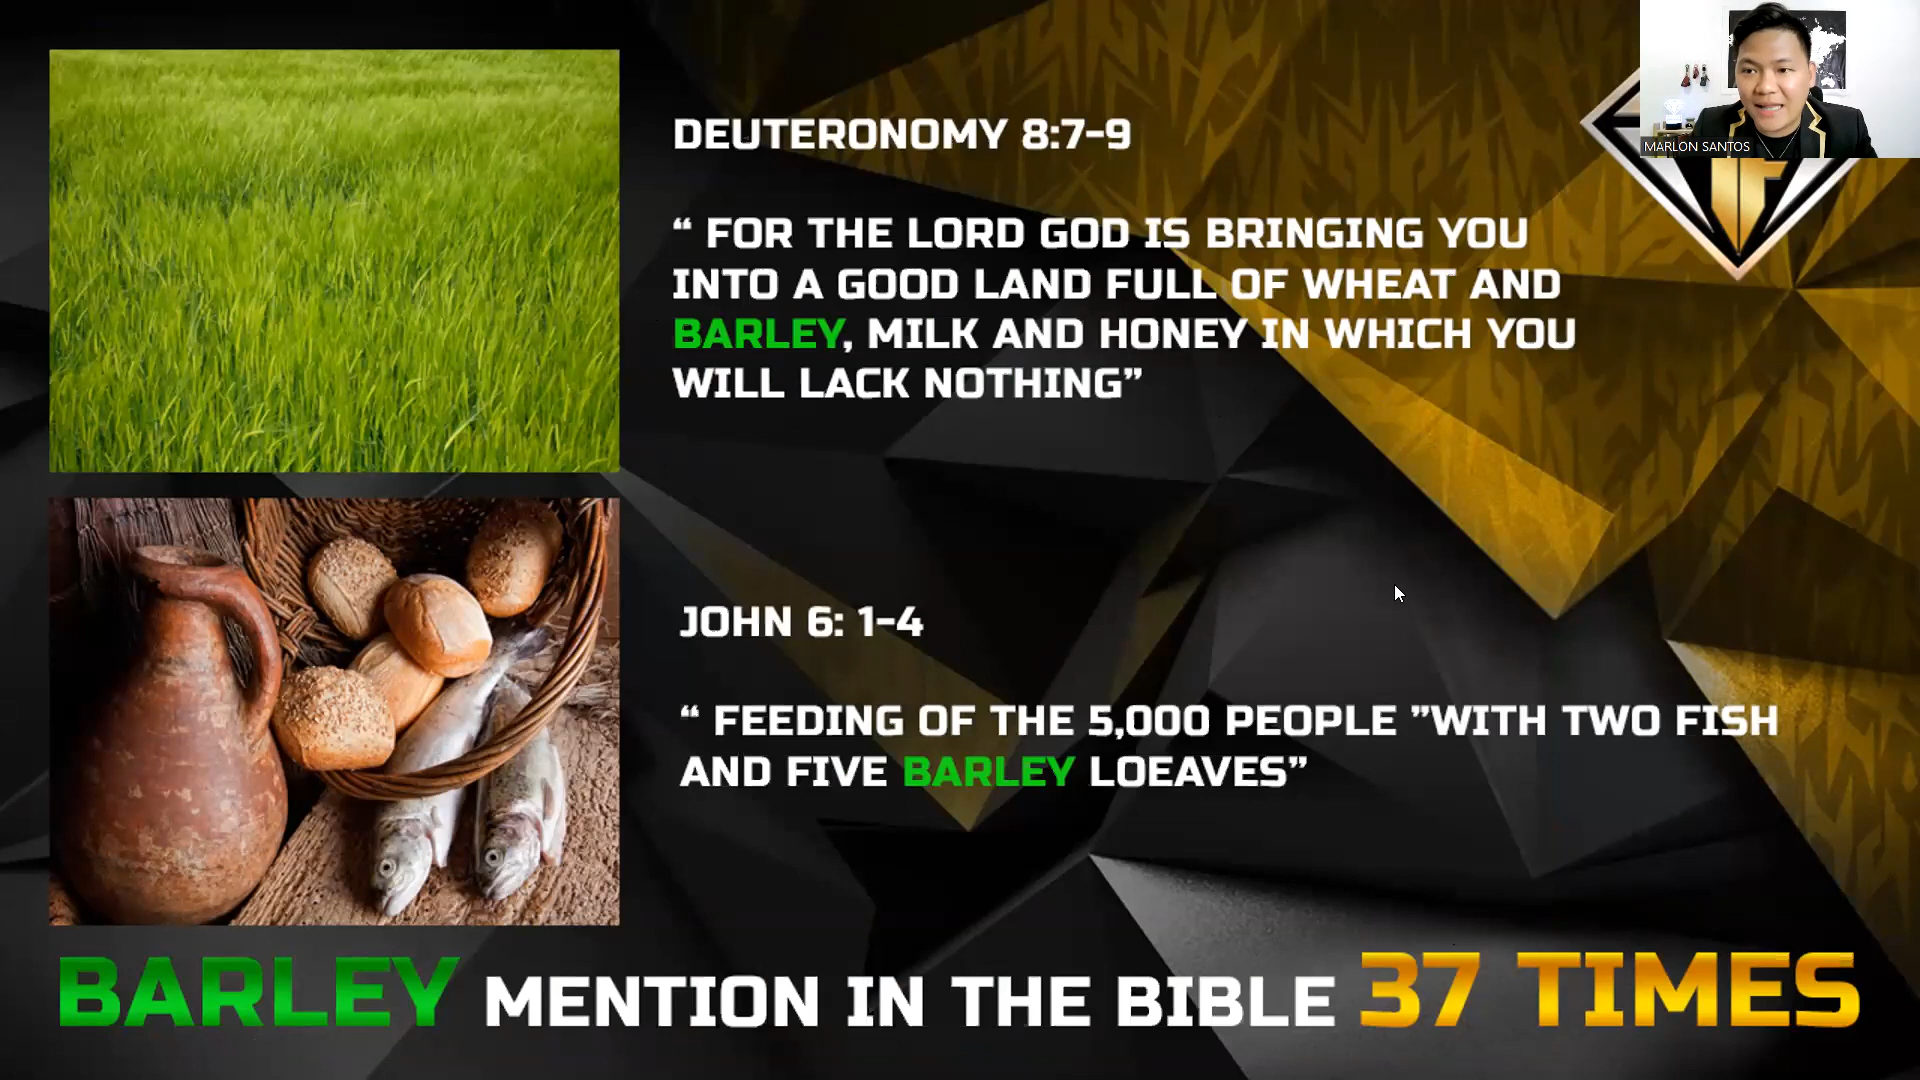 MARLON SANTOS
DEUTERONOMY 8:7-9
“ FOR THE LORD GOD IS BRINGING YOU
INTO A GOOD LAND FULL OF WHEAT AND
BARLEY, MILK AND HONEY IN WHICH YOU
WILL LACK NOTHING”
JOHN 6: 1-4
“ FEEDING OF THE 5,000 PEOPLE ”WITH TWO FISH
AND FIVE BARLEY LOEAVES”
BARLEY MENTION IN THE BIBLE 37 TIMES